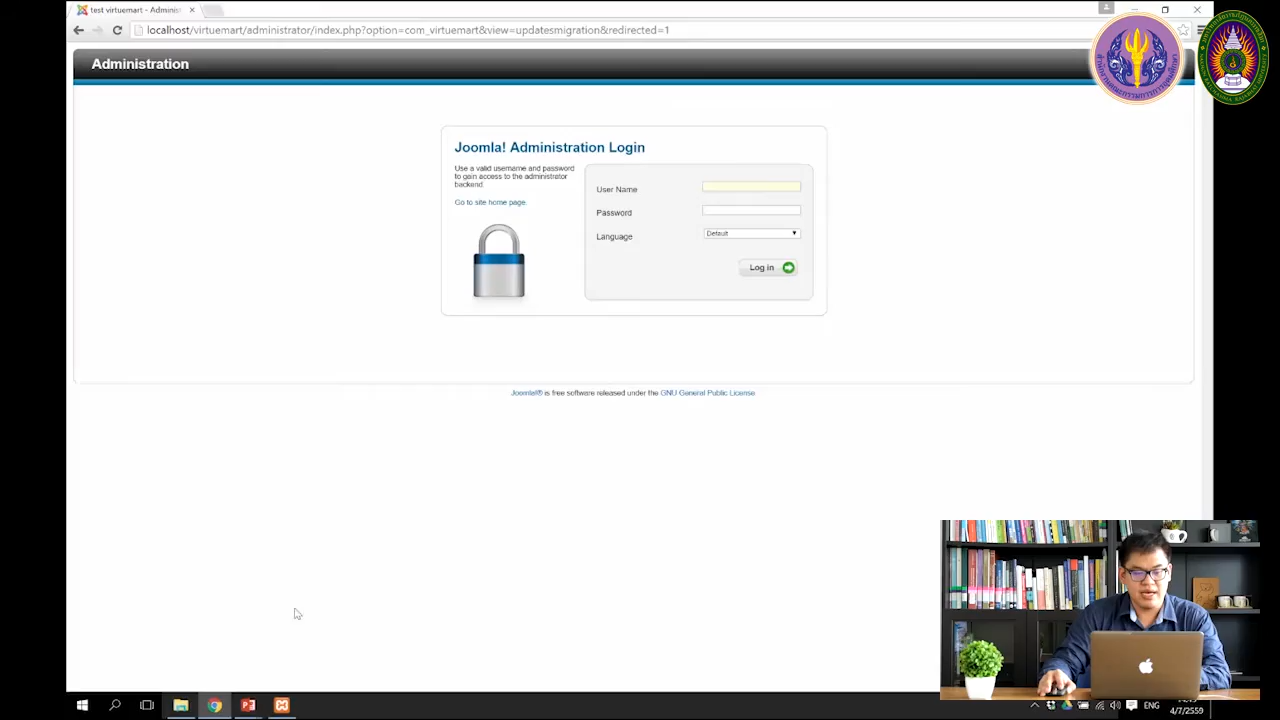 test virtuemart - Adminis
localhost/virtuemart/administrator/index.php?option=com_virtuemart&view=updatesmigration&redirected=1
Administration
Joomla! Administration Login
Use a valid username and password
to gain access to the administrator
backend.
Go to site home page.
User Name
Password
Language
Default
Log in
Joomla!® is free software released under the GNU General Public License
ENG
4/7/2559